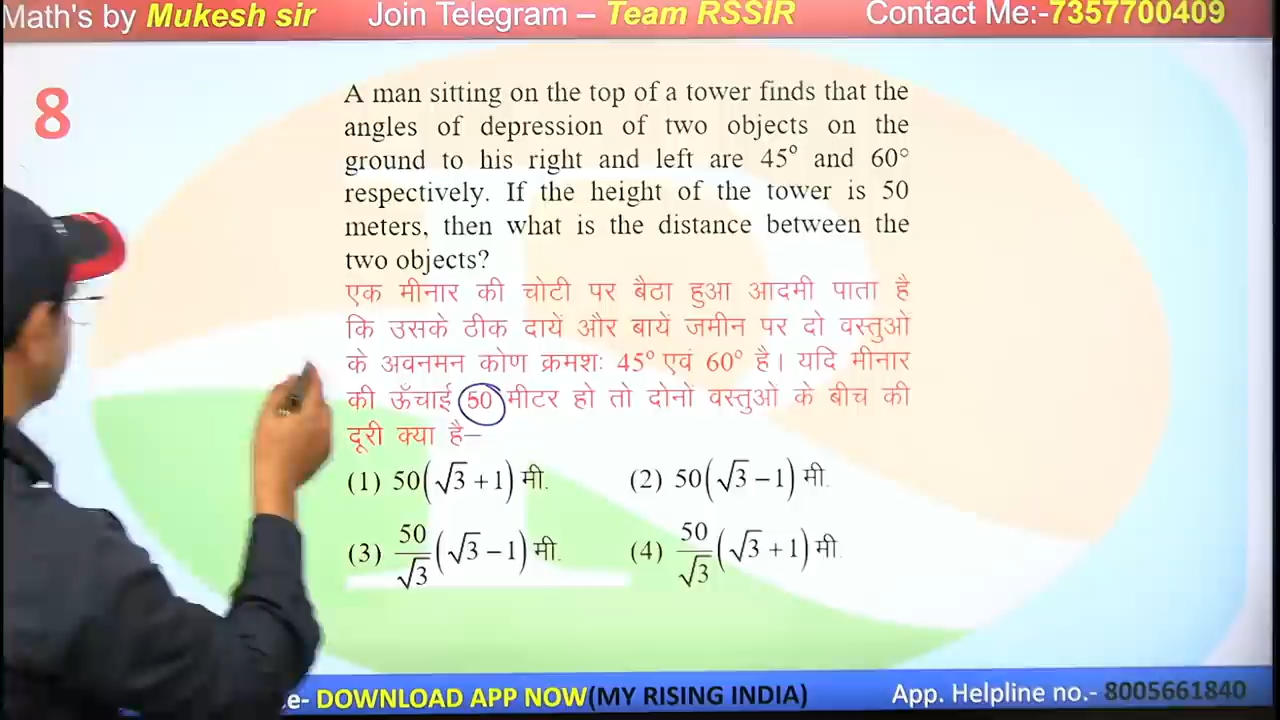 Math's by Mukesh sir Join Telegram – Team RSSIR Contact Me:-7357700409
8
A man sitting on the top of a tower finds that the
angles of depression of two objects on the
ground to his right and left are 45° and 60°
respectively. If the height of the tower is 50
meters, then what is the distance between the
two objects?
एक मीनार की चोटी पर बैठा हुआ आदमी पाता है
कि उसके ठीक दायें और बायें जमीन पर दो वस्तुओं
के अवनमन कोण क्रमशः 45° एवं 60° है। यदि मीनार
की ऊँचाई 50 मीटर हो तो दोनों वस्तुओं के बीच की
दूरी क्या है–
(1) 50(√3+1) मी. (2) 50(√3−1) मी.
(3) 50/√3(√3−1) मी. (4) 50/√3(√3+1) मी.
e- DOWNLOAD APP NOW(MY RISING INDIA) App. Helpline no.- 8005661840